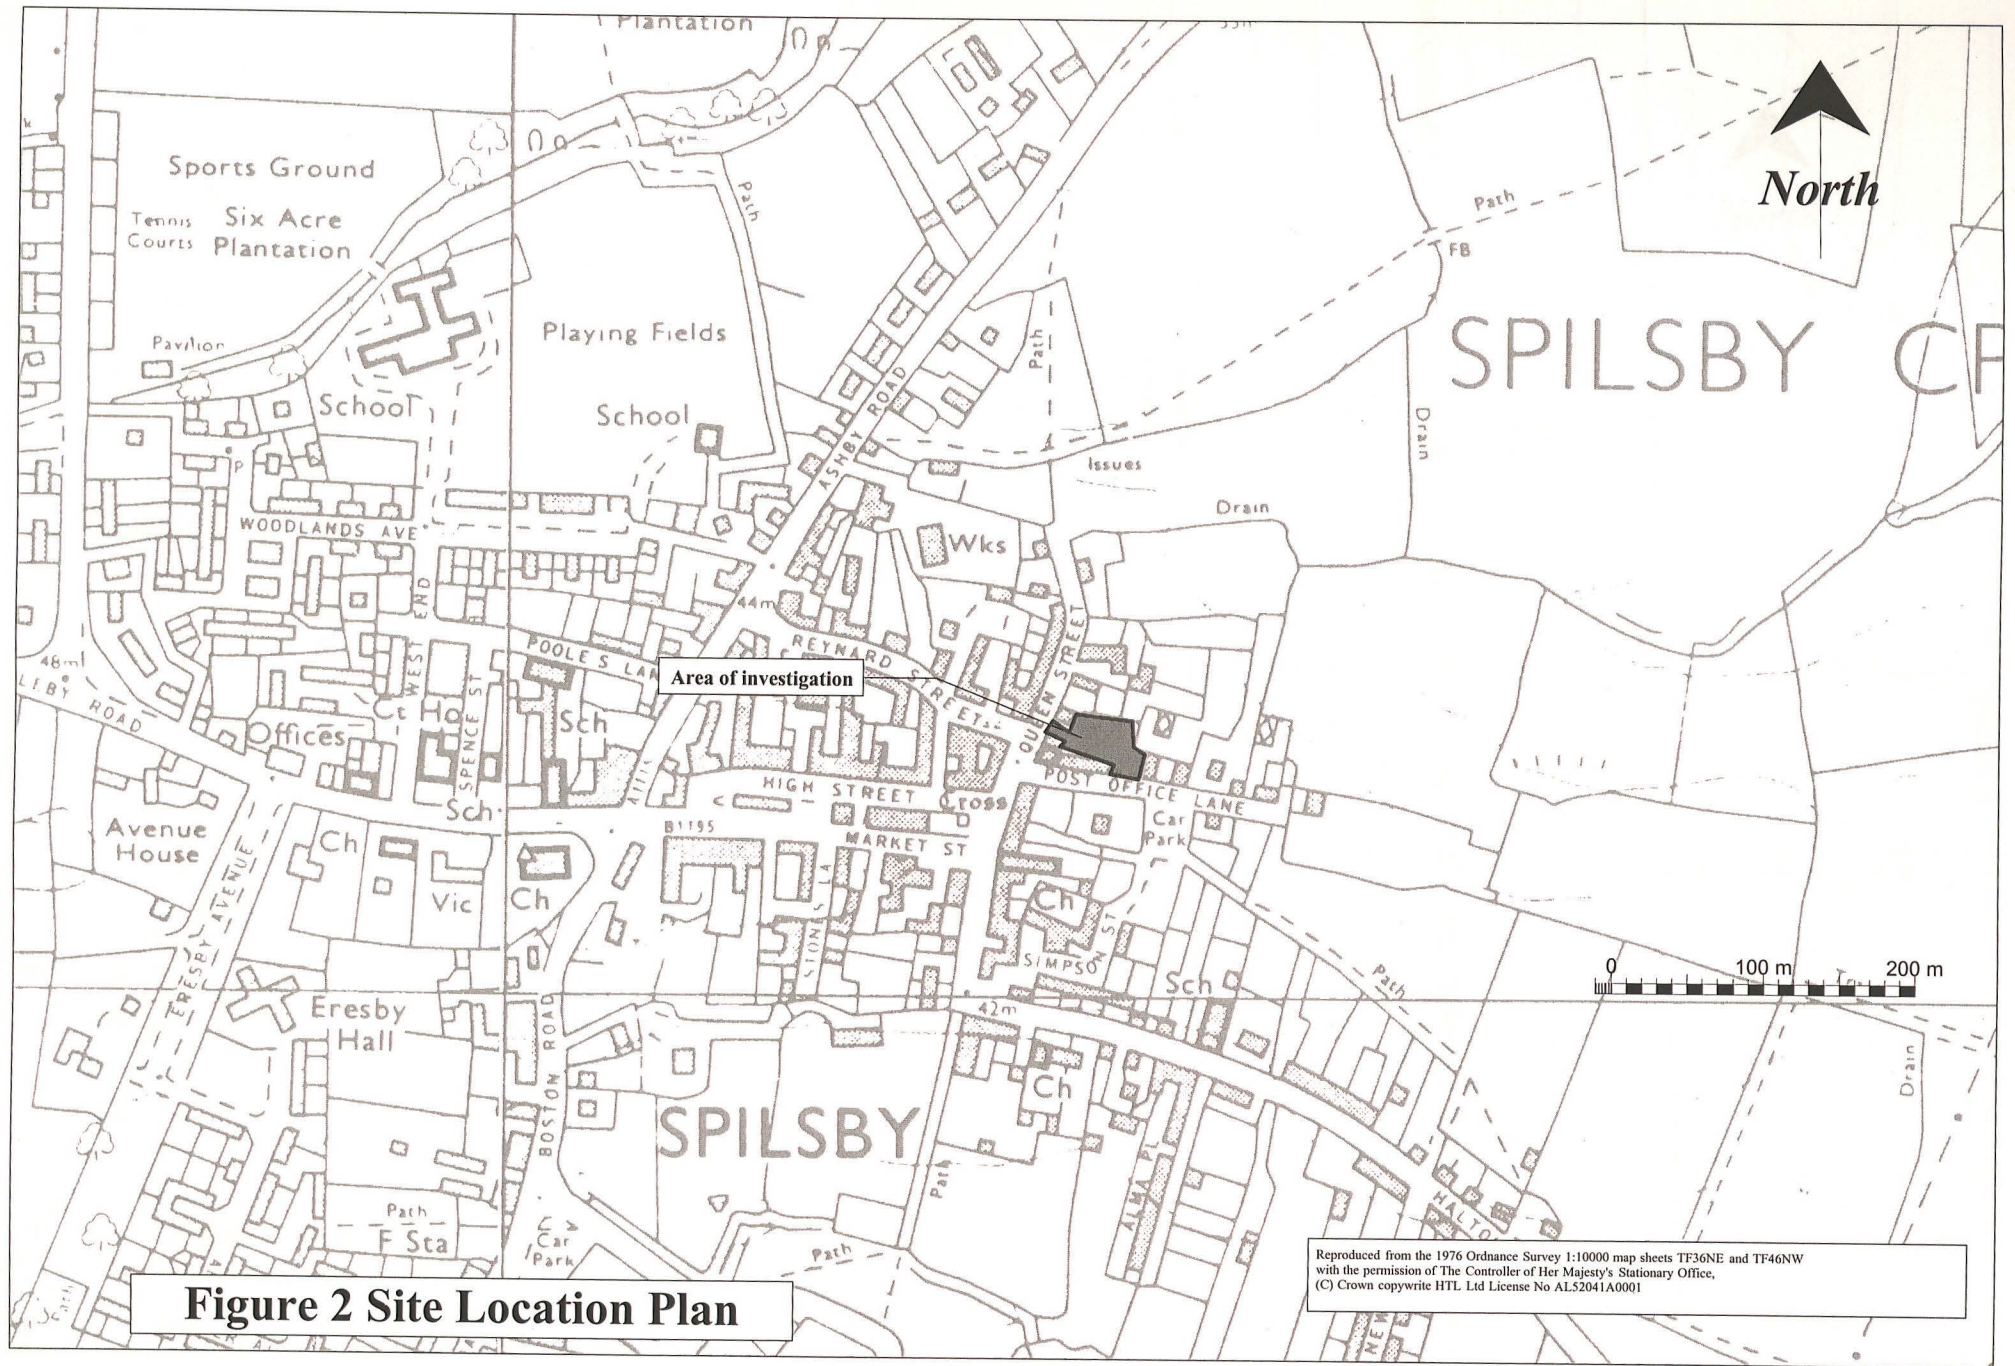 Plantation
Sports Ground
Tennis
Courts
Six Acre
Plantation
Path
North
Path
FB
SPILSBY CP
Pavilion
Playing Fields
School
School
ASHBY ROAD
Path
Issues
Drain
Drain
P
WOODLANDS AVE
Wks
WEST END
44m
REYNARD STREET
QUEEN STREET
POOLE S LA
Area of investigation
48m
ROAD
Ct Ho
Offices
SPENCE ST
Sch
Sch
HIGH STREET
Cross
POST OFFICE LANE
Car
Park
B1195
MARKET ST
Avenue
House
Ch
Vic
Ch
Ch
STONES LA
SIMPSON ST
Sch
Path
0 100 m 200 m
ERESBY AVENUE
Eresby
Hall
42m
BOSTON ROAD
Ch
Drain
SPILSBY
ALMA PL
Path
Path
F Sta
Car
Park
Path
HALTO
NEW
Figure 2 Site Location Plan
Reproduced from the 1976 Ordnance Survey 1:10000 map sheets TF36NE and TF46NW
with the permission of The Controller of Her Majesty's Stationary Office,
(C) Crown copywrite HTL Ltd License No AL52041A0001